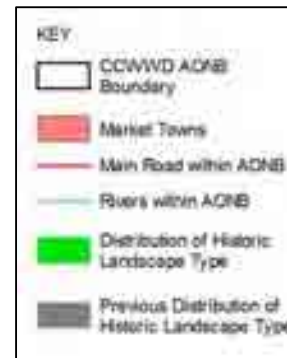 KEY
CCWWD AONB
Boundary
Market Towns
Main Road within AONB
Rivers within AONB
Distribution of Historic
Landscape Type
Previous Distribution of
Historic Landscape Type